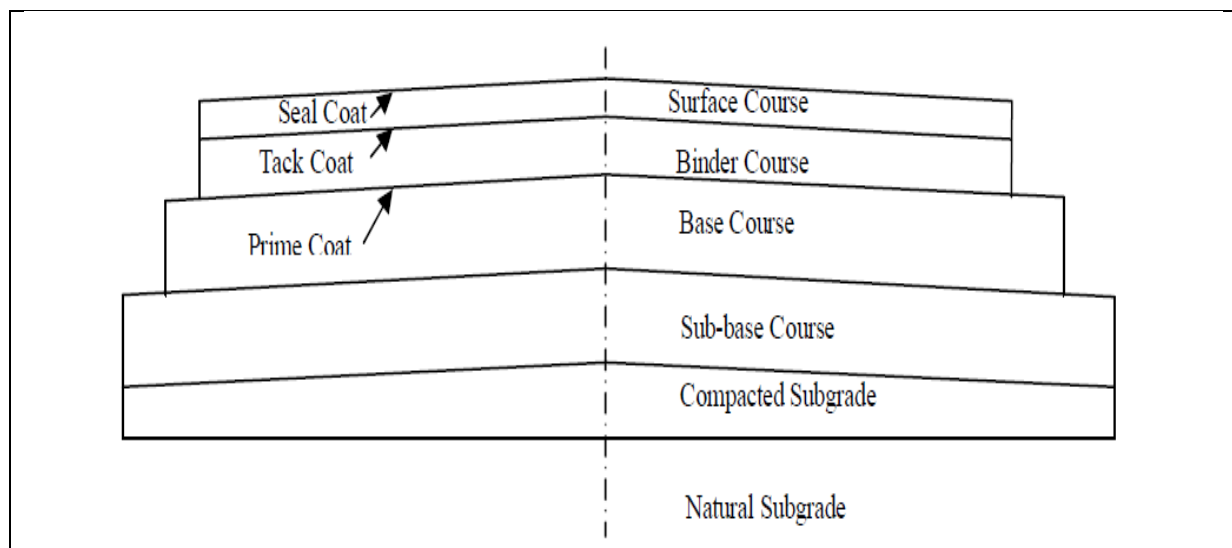 Seal Coat
Surface Course
Tack Coat
Binder Course
Prime Coat
Base Course
Sub-base Course
Compacted Subgrade
Natural Subgrade